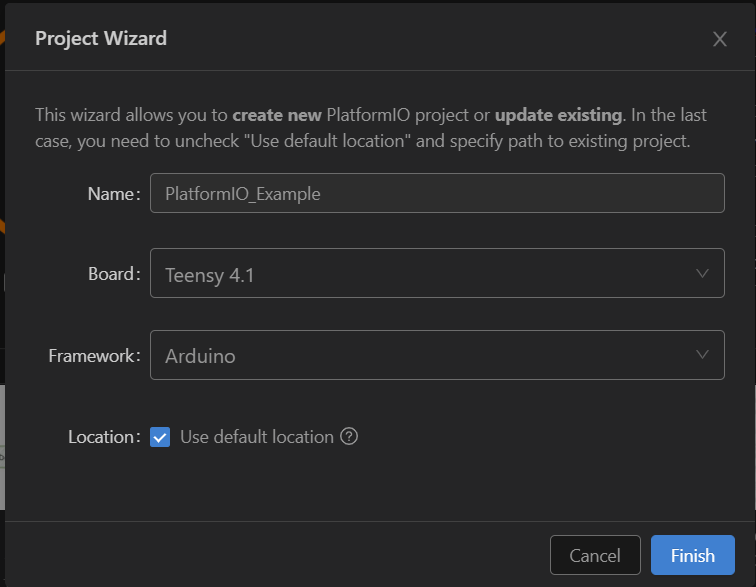 Project Wizard
This wizard allows you to create new PlatformIO project or update existing. In the last
case, you need to uncheck "Use default location" and specify path to existing project.
Name: PlatformIO_Example
Board: Teensy 4.1
Framework: Arduino
Location: Use default location ?
Cancel Finish